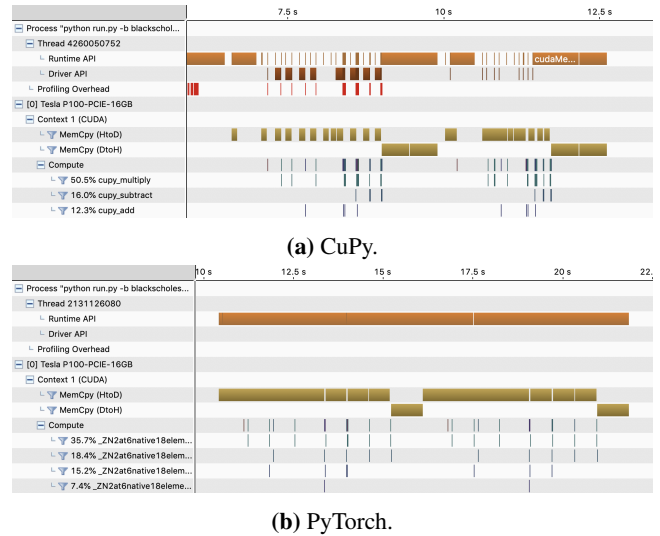 7.5 s 10 s 12.5 s
Process "python run.py -b blackschol...
Thread 4260050752
Runtime API cudaMe...
Driver API
Profiling Overhead
[0] Tesla P100-PCIE-16GB
Context 1 (CUDA)
MemCpy (HtoD)
MemCpy (DtoH)
Compute
50.5% cupy_multiply
16.0% cupy_subtract
12.3% cupy_add
(a) CuPy.
10 s 12.5 s 15 s 17.5 s 20 s 22...
Process "python run.py -b blackscholes...
Thread 2131126080
Runtime API
Driver API
Profiling Overhead
[0] Tesla P100-PCIE-16GB
Context 1 (CUDA)
MemCpy (HtoD)
MemCpy (DtoH)
Compute
35.7% _ZN2at6native18elem...
18.4% _ZN2at6native18elem...
15.2% _ZN2at6native18elem...
7.4% _ZN2at6native18eleme...
(b) PyTorch.